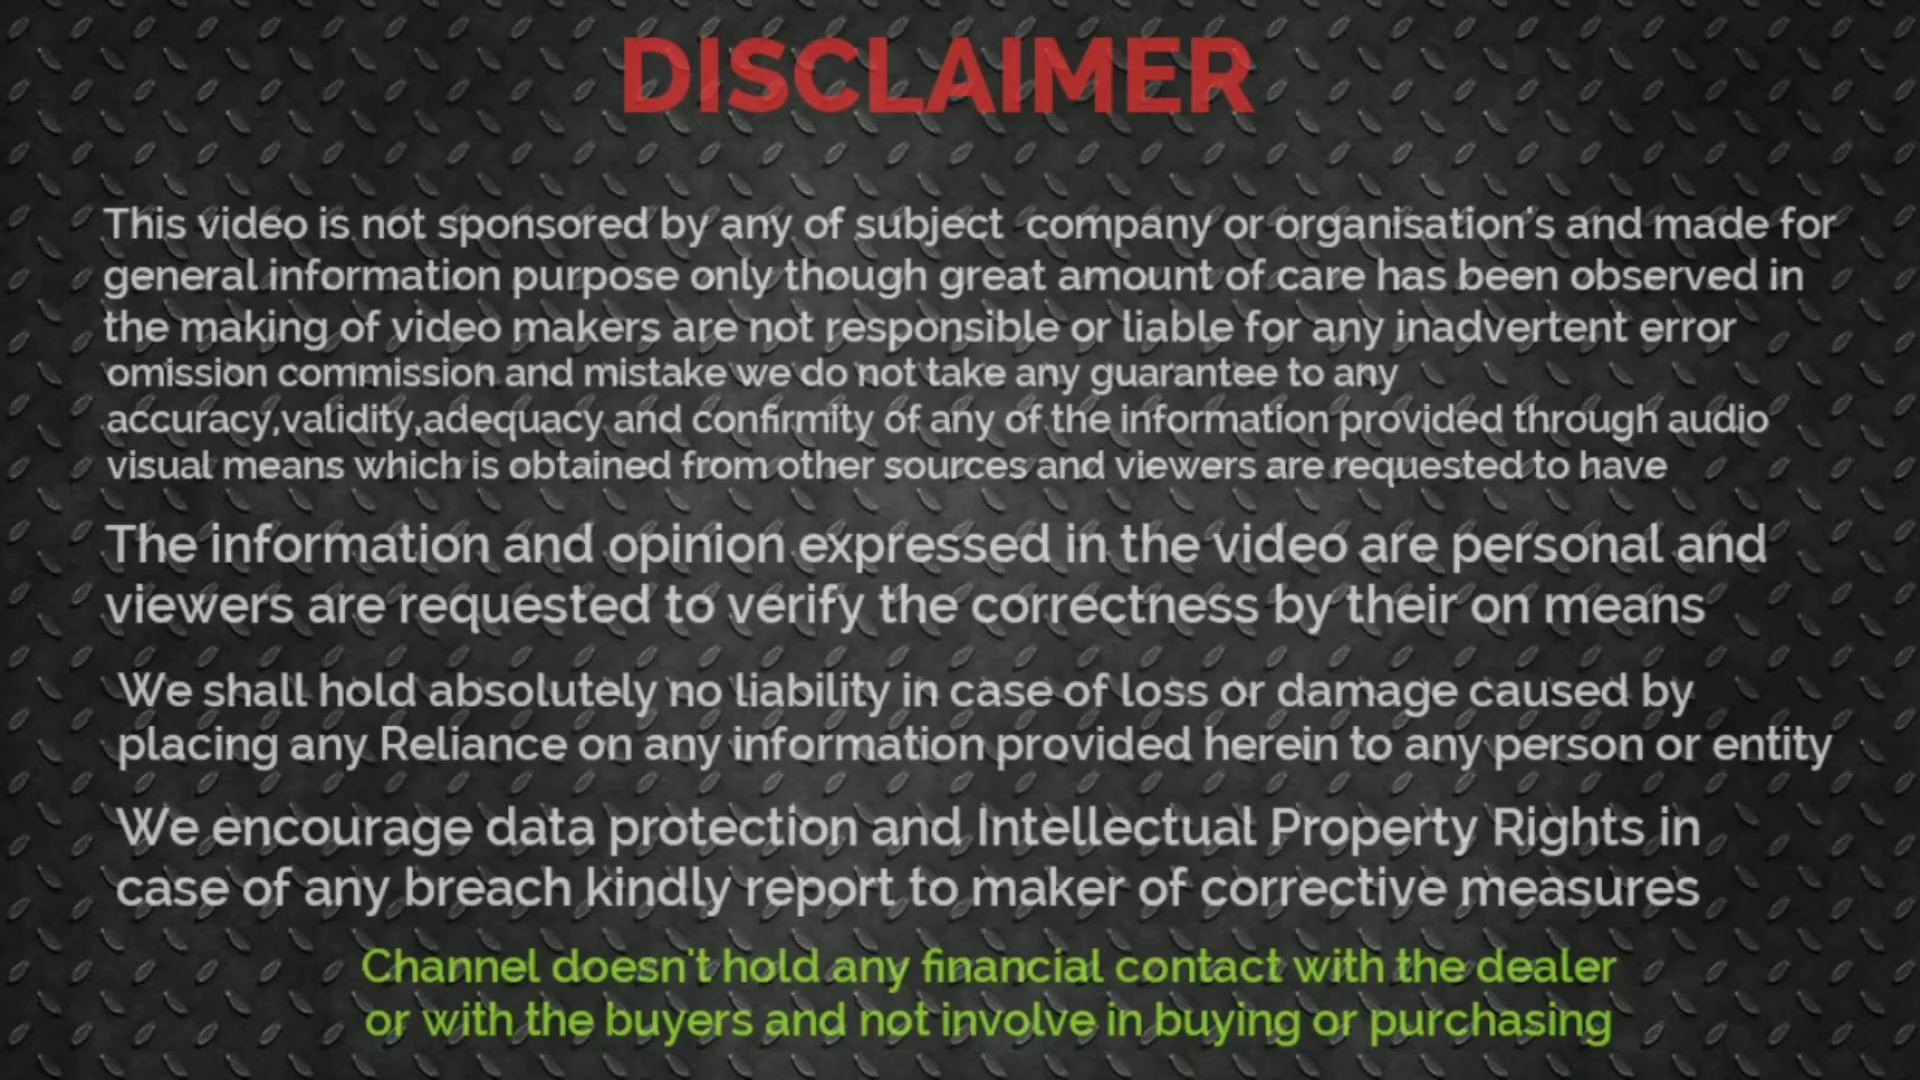 DISCLAIMER
This video is not sponsored by any of subject company or organisation's and made for
general information purpose only though great amount of care has been observed in
the making of video makers are not responsible or liable for any inadvertent error
omission commission and mistake we do not take any guarantee to any
accuracy,validity,adequacy and confirmity of any of the information provided through audio
visual means which is obtained from other sources and viewers are requested to have
The information and opinion expressed in the video are personal and
viewers are requested to verify the correctness by their on means
We shall hold absolutely no liability in case of loss or damage caused by
placing any Reliance on any information provided herein to any person or entity
We encourage data protection and Intellectual Property Rights in
case of any breach kindly report to maker of corrective measures
Channel doesn't hold any financial contact with the dealer
or with the buyers and not involve in buying or purchasing